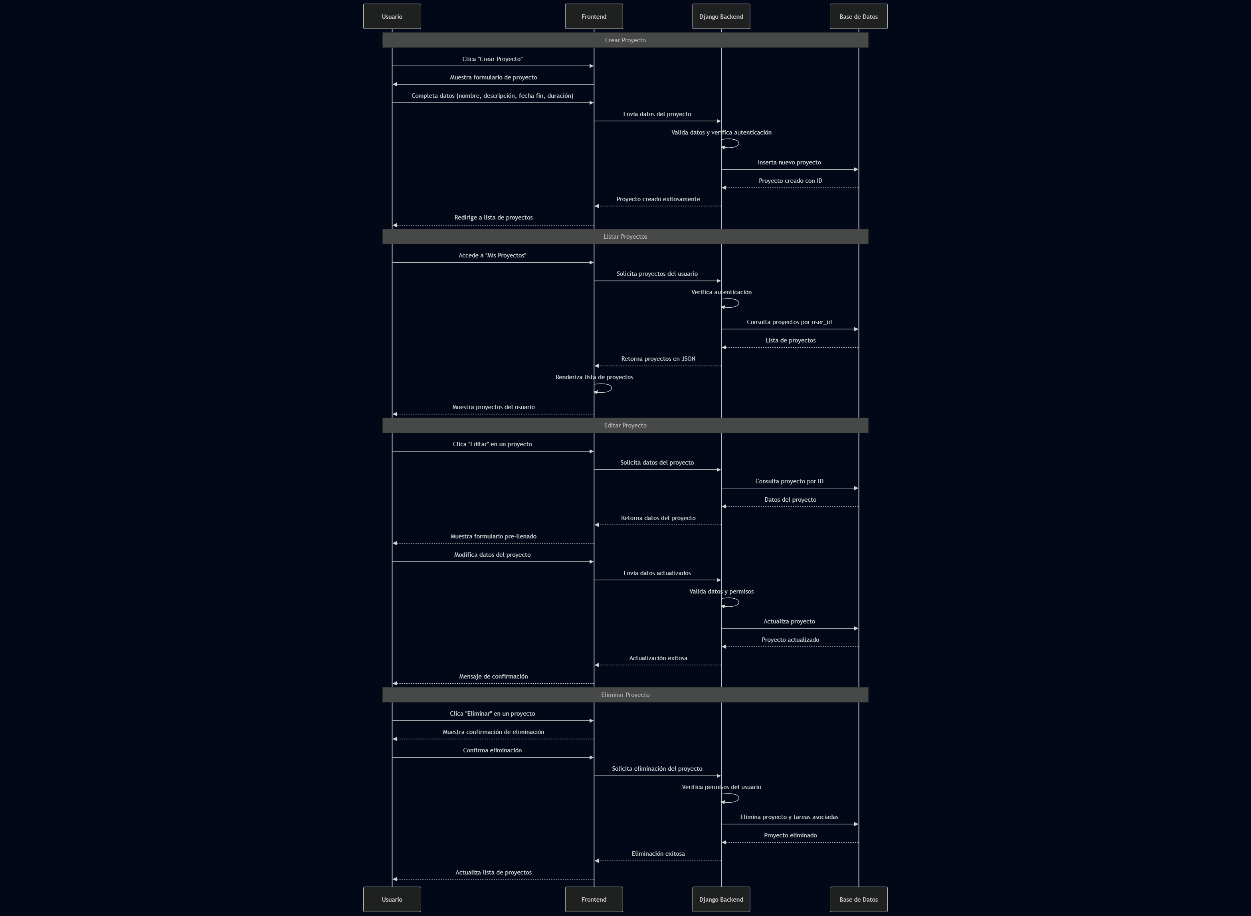 Usuario
Frontend
Django Backend
Base de Datos
Crear Proyecto
Clica "Crear Proyecto"
Muestra formulario de proyecto
Completa datos (nombre, descripción, fecha fin, duración)
Envía datos del proyecto
Valida datos y verifica autenticación
Inserta nuevo proyecto
Proyecto creado con ID
Proyecto creado exitosamente
Redirige a lista de proyectos
Listar Proyectos
Accede a "Mis Proyectos"
Solicita proyectos del usuario
Verifica autenticación
Consulta proyectos por user_id
Lista de proyectos
Retorna proyectos en JSON
Renderiza lista de proyectos
Muestra proyectos del usuario
Editar Proyecto
Clica "Editar" en un proyecto
Solicita datos del proyecto
Consulta proyecto por ID
Datos del proyecto
Retorna datos del proyecto
Muestra formulario pre-llenado
Modifica datos del proyecto
Envía datos actualizados
Valida datos y permisos
Actualiza proyecto
Proyecto actualizado
Actualización exitosa
Mensaje de confirmación
Eliminar Proyecto
Clica "Eliminar" en un proyecto
Muestra confirmación de eliminación
Confirma eliminación
Solicita eliminación del proyecto
Verifica permisos del usuario
Elimina proyecto y tareas asociadas
Proyecto eliminado
Eliminación exitosa
Actualiza lista de proyectos
Usuario
Frontend
Django Backend
Base de Datos